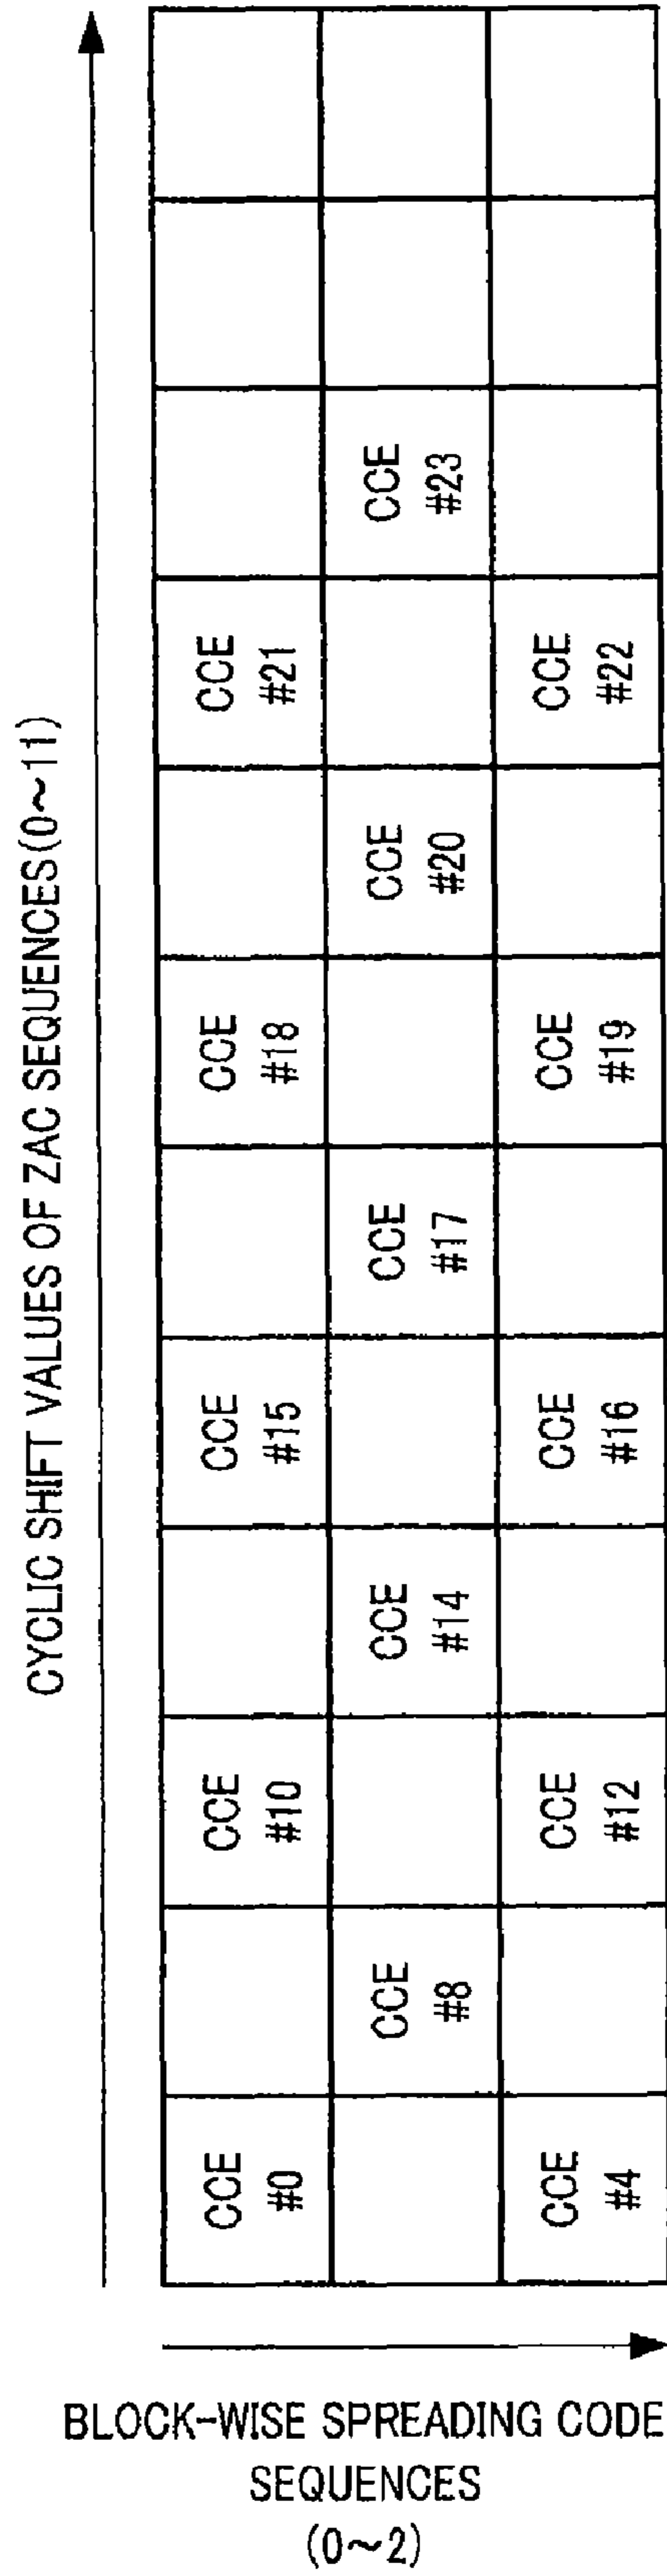 CYCLIC SHIFT VALUES OF ZAC SEQUENCES(0~11)
CCE
#0
CCE
#10
CCE
#15
CCE
#18
CCE
#21
CCE
#8
CCE
#14
CCE
#17
CCE
#20
CCE
#23
CCE
#4
CCE
#12
CCE
#16
CCE
#19
CCE
#22
BLOCK-WISE SPREADING CODE
SEQUENCES
(0~2)